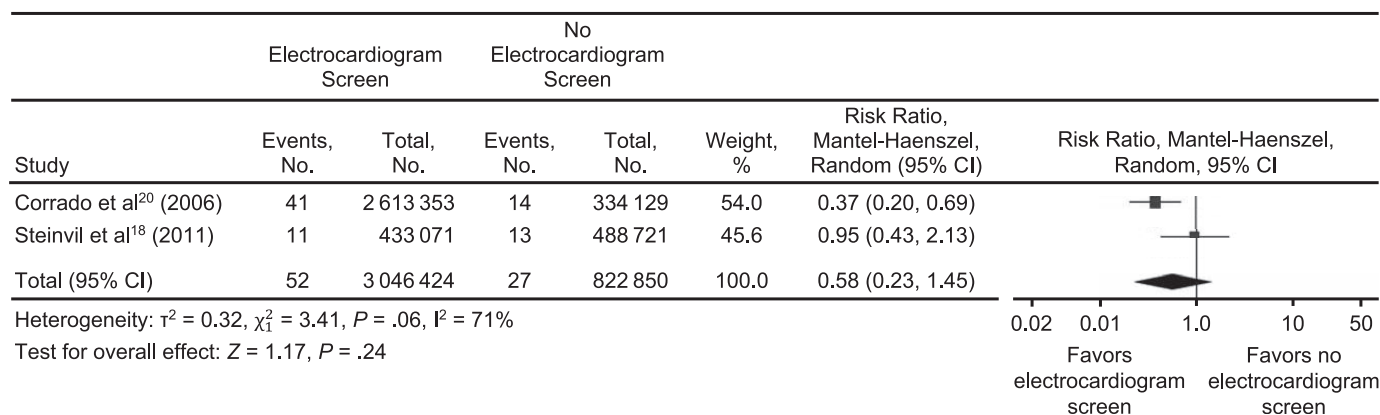 Electrocardiogram Screen
No Electrocardiogram Screen
Study
Events, No.
Total, No.
Events, No.
Total, No.
Weight, %
Risk Ratio, Mantel-Haenszel, Random (95% CI)
Risk Ratio, Mantel-Haenszel, Random, 95% CI
Corrado et al20 (2006) 41 2 613 353 14 334 129 54.0 0.37 (0.20, 0.69)
Steinvil et al18 (2011) 11 433 071 13 488 721 45.6 0.95 (0.43, 2.13)
Total (95% CI) 52 3 046 424 27 822 850 100.0 0.58 (0.23, 1.45)
Heterogeneity: τ2 = 0.32, χ21 = 3.41, P = .06, I2 = 71%
Test for overall effect: Z = 1.17, P = .24
0.02 0.01 1.0 10 50
Favors electrocardiogram screen
Favors no electrocardiogram screen